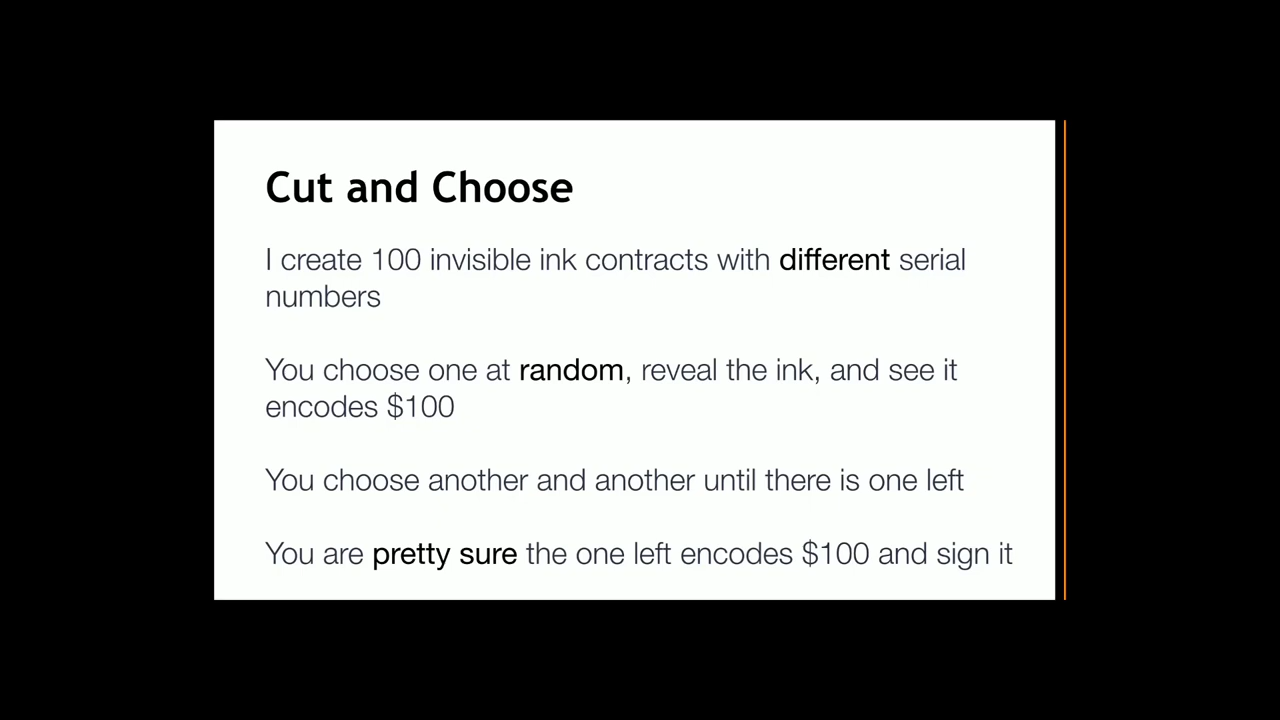 Cut and Choose
I create 100 invisible ink contracts with different serial
numbers
You choose one at random, reveal the ink, and see it
encodes $100
You choose another and another until there is one left
You are pretty sure the one left encodes $100 and sign it